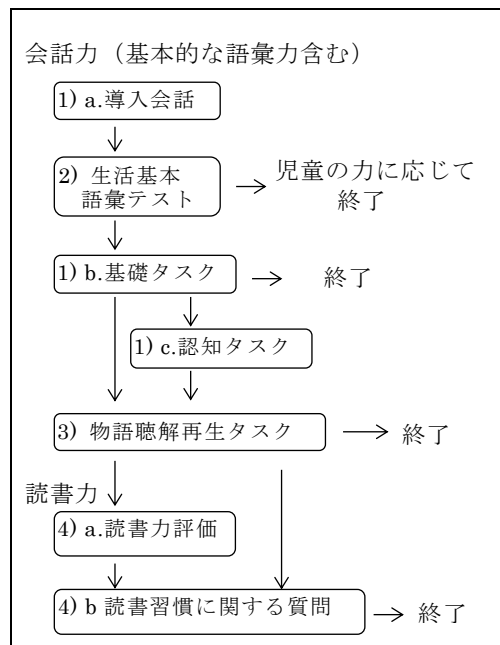 会話力（基本的な語彙力含む）
1) a.導入会話
2) 生活基本
語彙テスト
児童の力に応じて
終了
1) b.基礎タスク
終了
1) c.認知タスク
3) 物語聴解再生タスク
終了
読書力
4) a.読書力評価
4) b 読書習慣に関する質問
終了